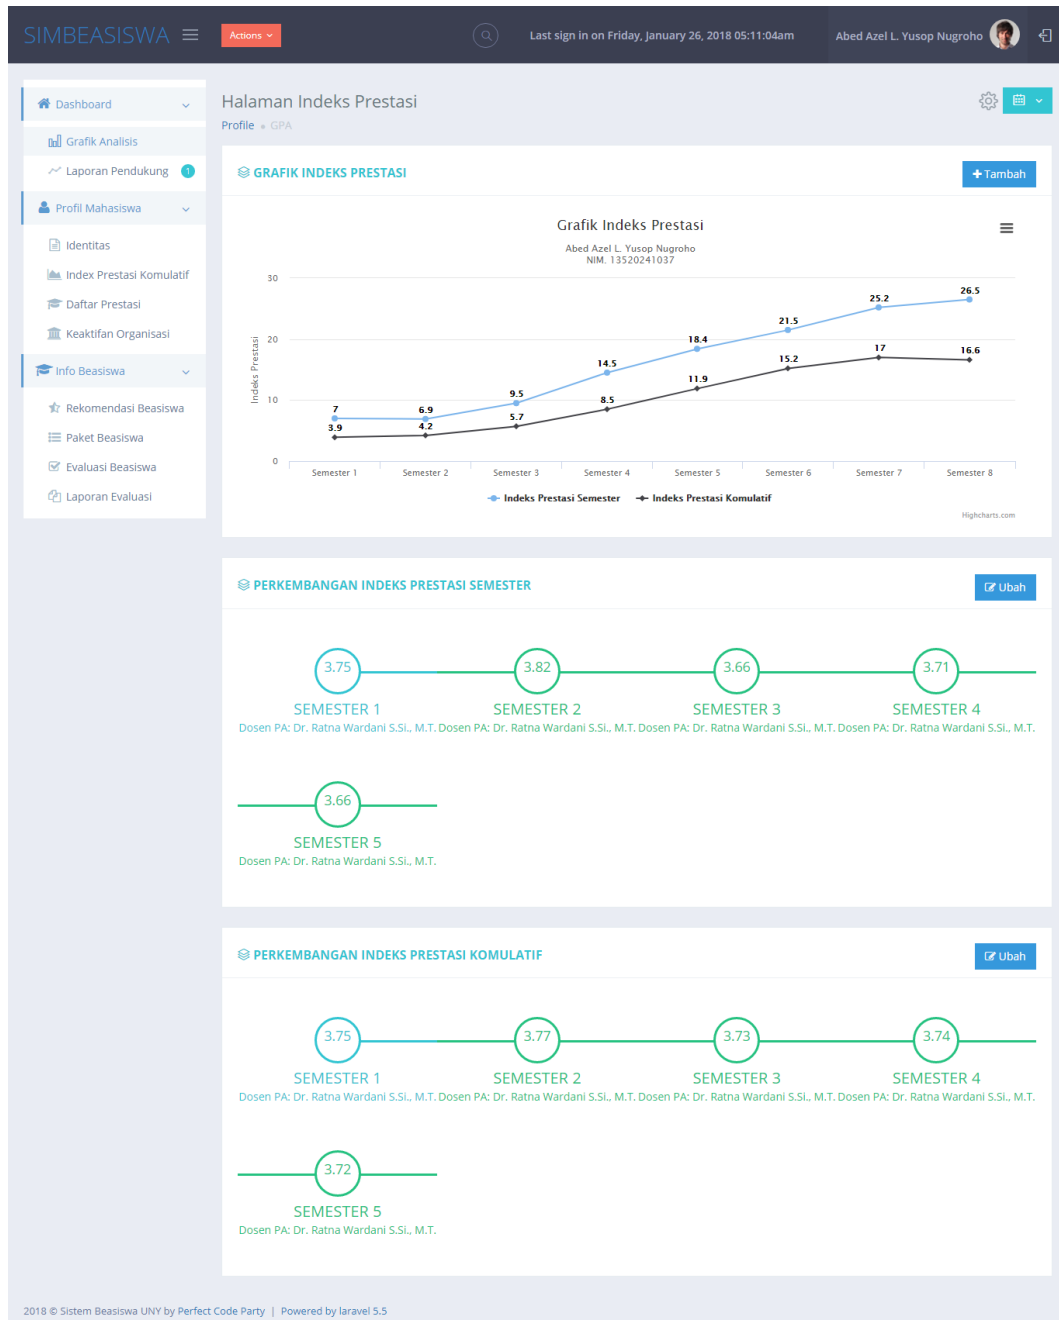 SIMBEASISWA
Actions
Last sign in on Friday, January 26, 2018 05:11:04am
Abed Azel L. Yusop Nugroho
Dashboard
Grafik Analisis
Laporan Pendukung 1
Profil Mahasiswa
Identitas
Index Prestasi Komulatif
Daftar Prestasi
Keaktifan Organisasi
Info Beasiswa
Rekomendasi Beasiswa
Paket Beasiswa
Evaluasi Beasiswa
Laporan Evaluasi
Halaman Indeks Prestasi
Profile GPA
GRAFIK INDEKS PRESTASI
Tambah
Grafik Indeks Prestasi
Abed Azel L. Yusop Nugroho
NIM. 13520241037
Indeks Prestasi
30
20
10
0
7 6.9 9.5 14.5 18.4 21.5 25.2 26.5
3.9 4.2 5.7 8.5 11.9 15.2 17 16.6
Semester 1 Semester 2 Semester 3 Semester 4 Semester 5 Semester 6 Semester 7 Semester 8
Indeks Prestasi Semester Indeks Prestasi Komulatif
Highcharts.com
PERKEMBANGAN INDEKS PRESTASI SEMESTER
Ubah
3.75 3.82 3.66 3.71
SEMESTER 1 SEMESTER 2 SEMESTER 3 SEMESTER 4
Dosen PA: Dr. Ratna Wardani S.Si., M.T. Dosen PA: Dr. Ratna Wardani S.Si., M.T. Dosen PA: Dr. Ratna Wardani S.Si., M.T. Dosen PA: Dr. Ratna Wardani S.Si., M.T.
3.66
SEMESTER 5
Dosen PA: Dr. Ratna Wardani S.Si., M.T.
PERKEMBANGAN INDEKS PRESTASI KOMULATIF
Ubah
3.75 3.77 3.73 3.74
SEMESTER 1 SEMESTER 2 SEMESTER 3 SEMESTER 4
Dosen PA: Dr. Ratna Wardani S.Si., M.T. Dosen PA: Dr. Ratna Wardani S.Si., M.T. Dosen PA: Dr. Ratna Wardani S.Si., M.T. Dosen PA: Dr. Ratna Wardani S.Si., M.T.
3.72
SEMESTER 5
Dosen PA: Dr. Ratna Wardani S.Si., M.T.
2018 © Sistem Beasiswa UNY by Perfect Code Party | Powered by laravel 5.5